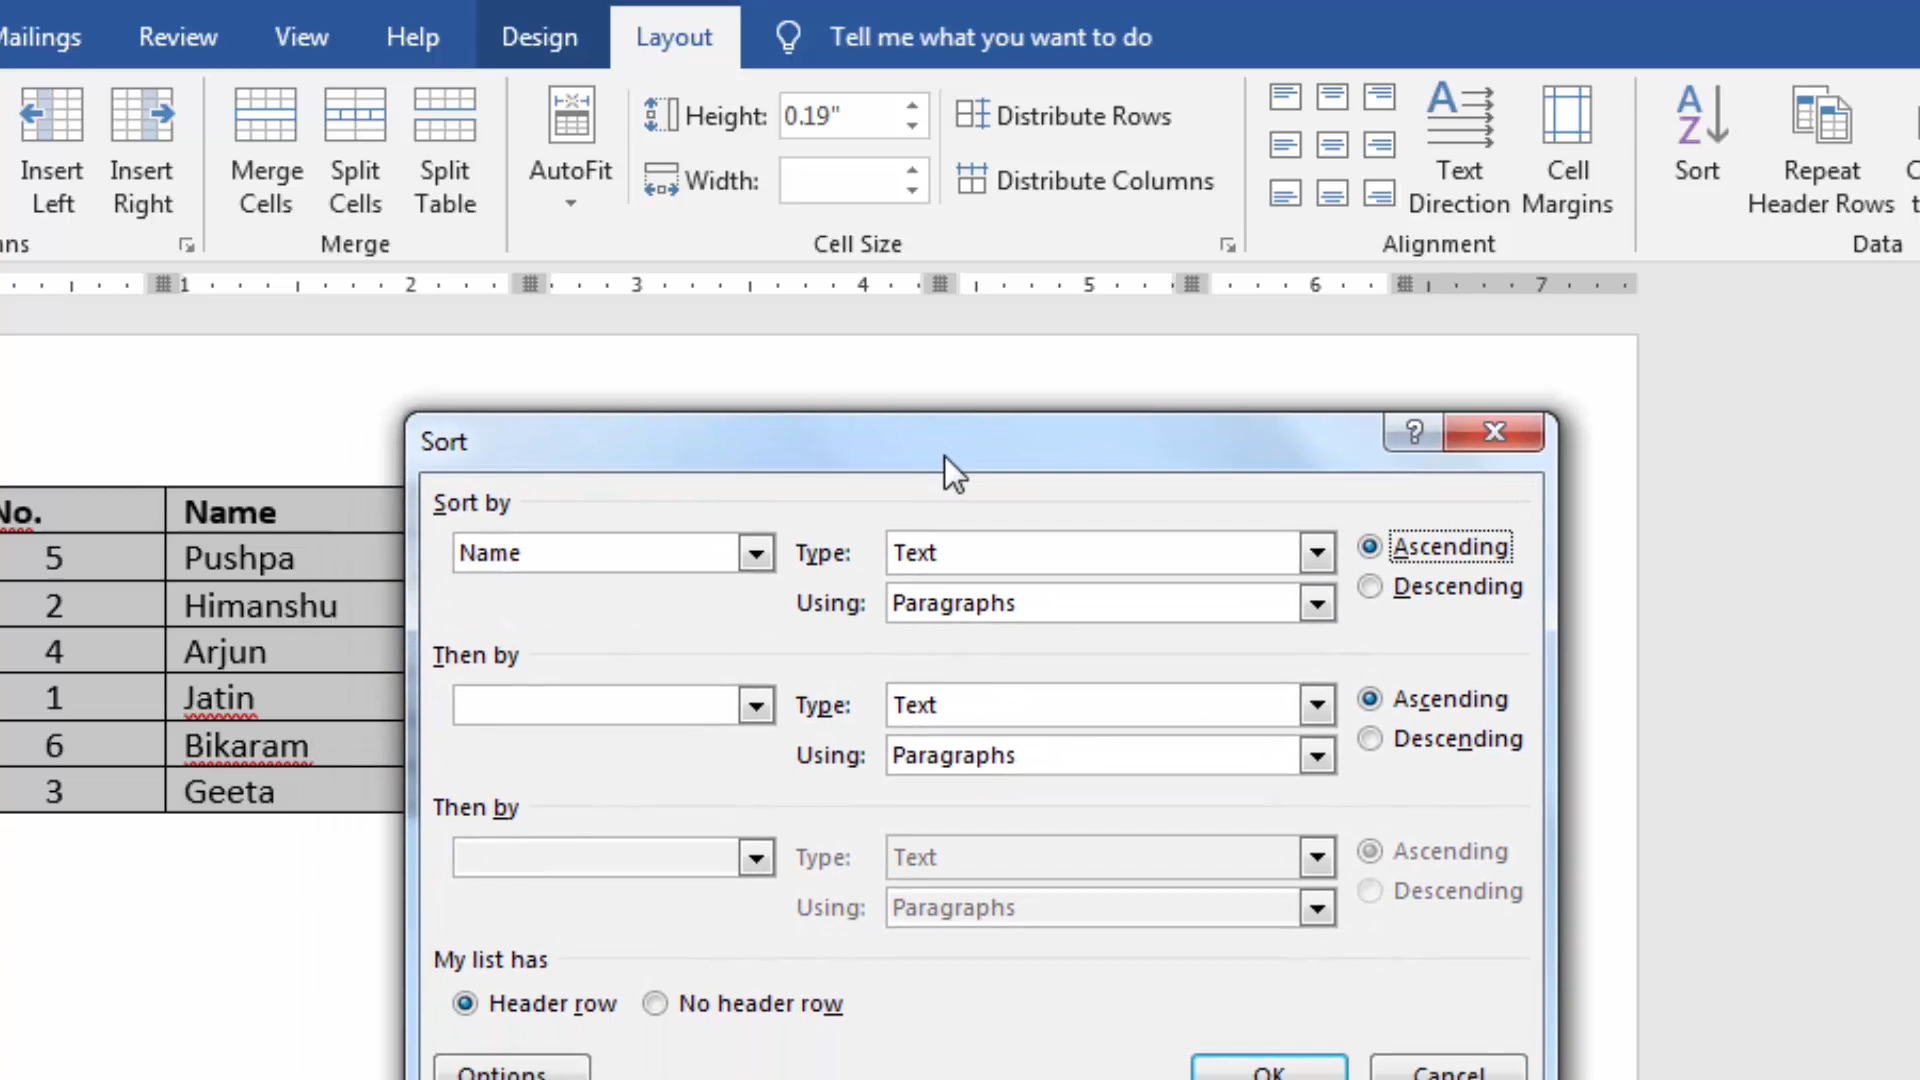 Mailings Review View Help Design Layout Tell me what you want to do
Insert Left
Insert Right
Merge Cells
Split Cells
Split Table
AutoFit
Height: 0.19"
Width:
Distribute Rows
Distribute Columns
Text Direction
Cell Margins
Sort
Repeat Header Rows
Merge Cell Size Alignment Data
1 2 3 4 5 6 7
No. Name
5 Pushpa
2 Himanshu
4 Arjun
1 Jatin
6 Bikaram
3 Geeta
Sort ?
Sort by
Name Type: Text Ascending
Using: Paragraphs Descending
Then by
Type: Text Ascending
Using: Paragraphs Descending
Then by
Type: Text Ascending
Using: Paragraphs Descending
My list has
Header row No header row
Options... OK Cancel